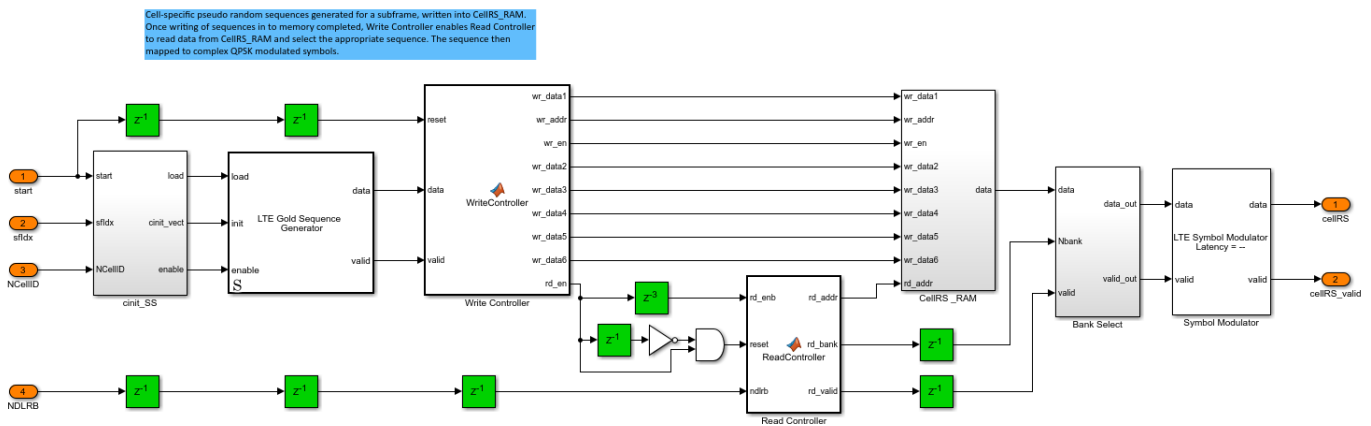 Cell-specific pseudo random sequences generated for a subframe, written into CellRS_RAM.
Once writing of sequences in to memory completed, Write Controller enables Read Controller
to read data from CellRS_RAM and select the appropriate sequence. The sequence then
mapped to complex QPSK modulated symbols.
z-1
z-1
1
start
2
sfIdx
3
NCellID
start
sfIdx
NCellID
load
cinit_vect
enable
cinit_SS
load
init
enable
S
LTE Gold Sequence
Generator
data
valid
reset
data
valid
WriteController
wr_data1
wr_addr
wr_en
wr_data2
wr_data3
wr_data4
wr_data5
wr_data6
rd_en
Write Controller
wr_data1
wr_addr
wr_en
wr_data2
wr_data3
wr_data4
wr_data5
wr_data6
rd_addr
data
CellRS _RAM
z-3
z-1
4
NDLRB
z-1
z-1
z-1
rd_enb
reset
ndlrb
ReadController
rd_addr
rd_bank
rd_valid
Read Controller
z-1
z-1
data
Nbank
valid
data_out
valid_out
Bank Select
data
valid
LTE Symbol Modulator
Latency = --
data
valid
Symbol Modulator
1
cellRS
2
cellRS_valid